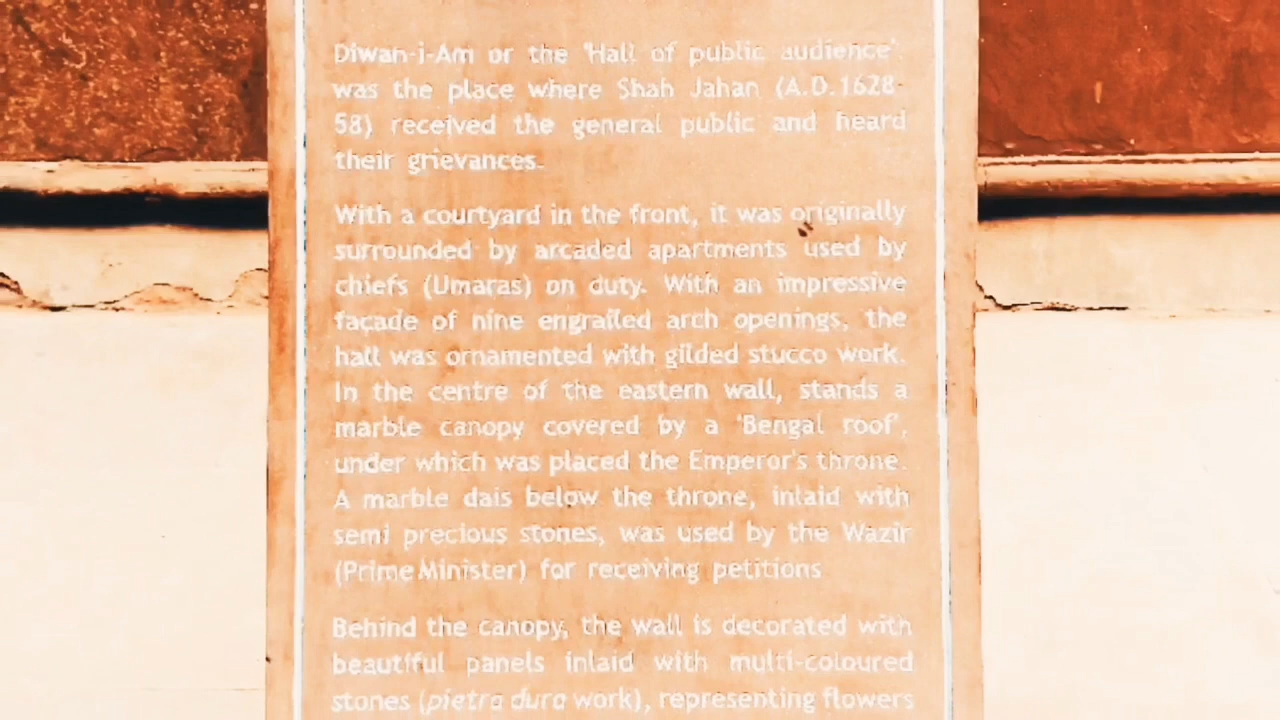 Diwan-i-Am or the 'Hall of public audience'.
was the place where Shah Jahan (A.D.1628-
58) received the general public and heard
their grievances.
With a courtyard in the front, it was originally
surrounded by arcaded apartments used by
chiefs (Umaras) on duty. With an impressive
façade of nine engrailed arch openings, the
hall was ornamented with gilded stucco work.
In the centre of the eastern wall, stands a
marble canopy covered by a 'Bengal roof',
under which was placed the Emperor's throne.
A marble dais below the throne, inlaid with
semi precious stones, was used by the Wazir
(Prime Minister) for receiving petitions
Behind the canopy, the wall is decorated with
beautiful panels inlaid with multi-coloured
stones (pietra dura work), representing flowers